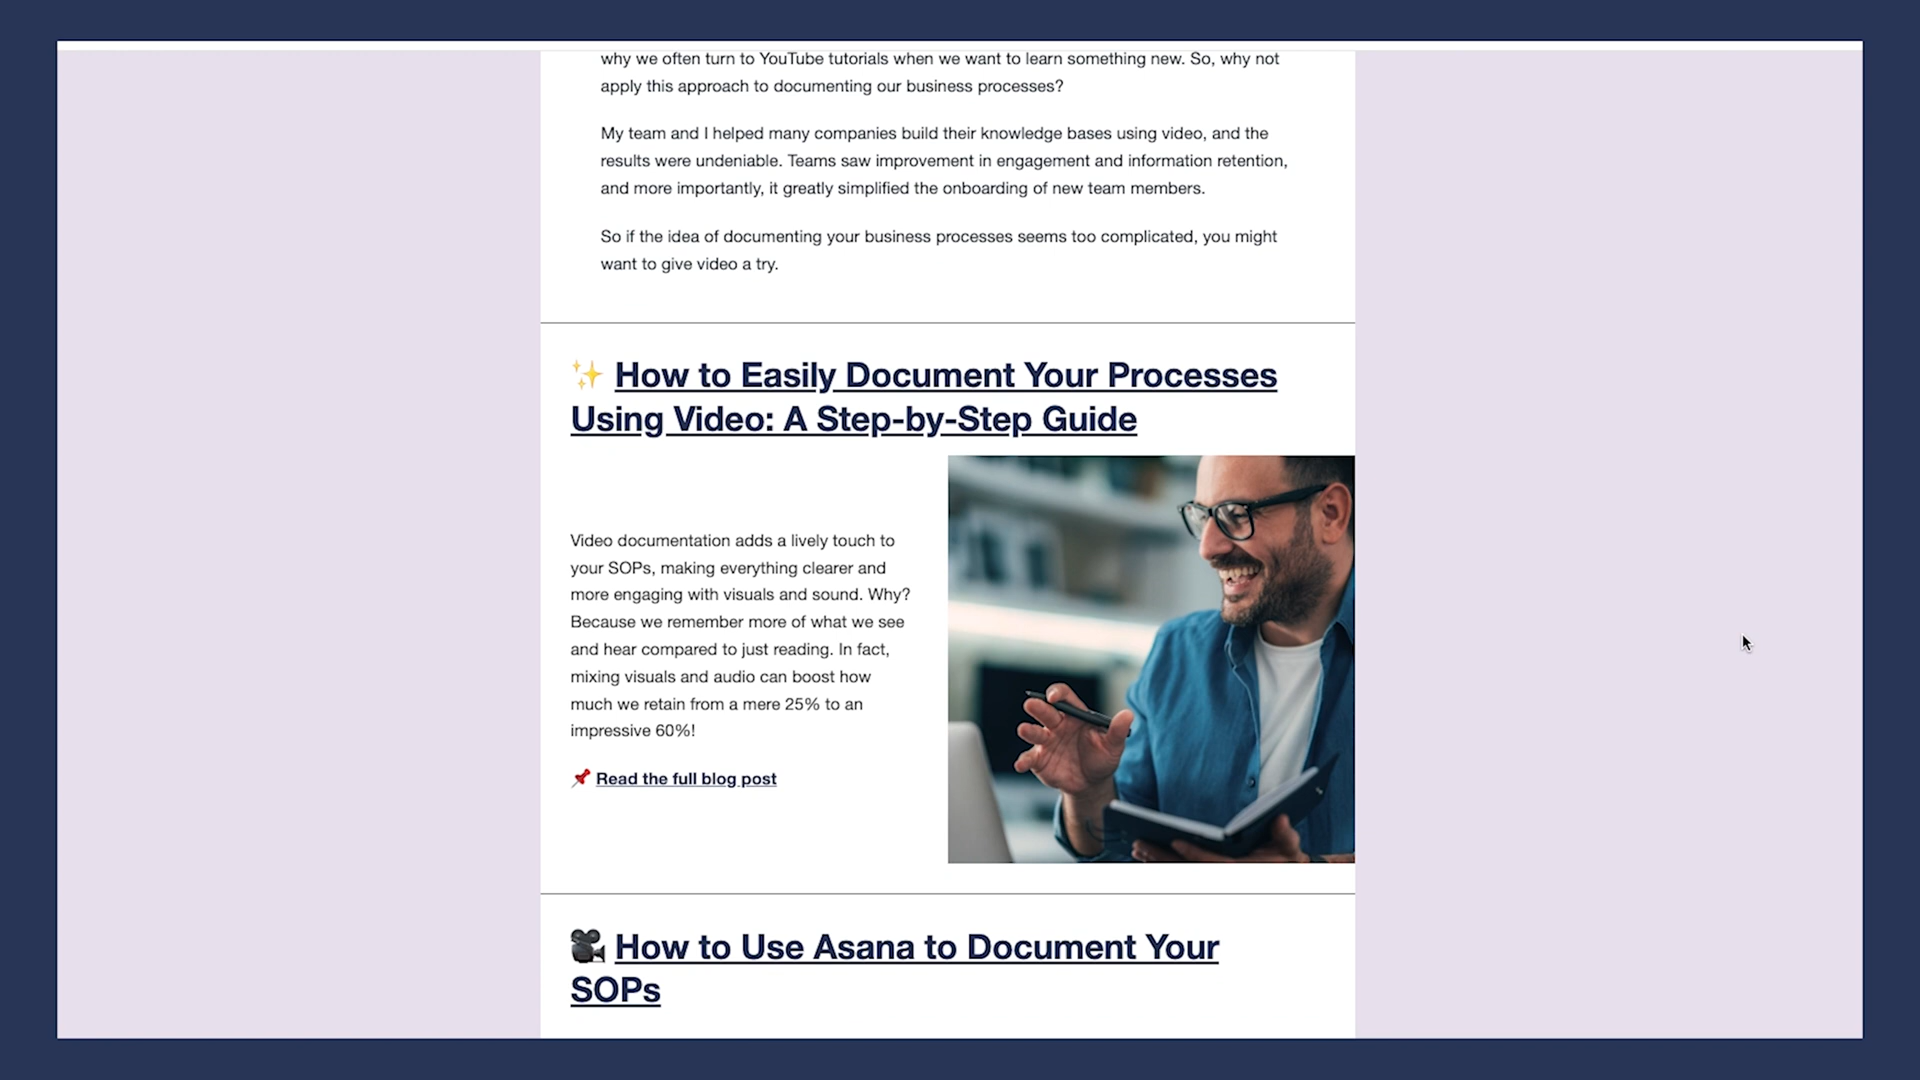 why we often turn to YouTube tutorials when we want to learn something new. So, why not
apply this approach to documenting our business processes?
My team and I helped many companies build their knowledge bases using video, and the
results were undeniable. Teams saw improvement in engagement and information retention,
and more importantly, it greatly simplified the onboarding of new team members.
So if the idea of documenting your business processes seems too complicated, you might
want to give video a try.
✨ How to Easily Document Your Processes
Using Video: A Step-by-Step Guide
Video documentation adds a lively touch to
your SOPs, making everything clearer and
more engaging with visuals and sound. Why?
Because we remember more of what we see
and hear compared to just reading. In fact,
mixing visuals and audio can boost how
much we retain from a mere 25% to an
impressive 60%!
📌 Read the full blog post
🎥 How to Use Asana to Document Your
SOPs